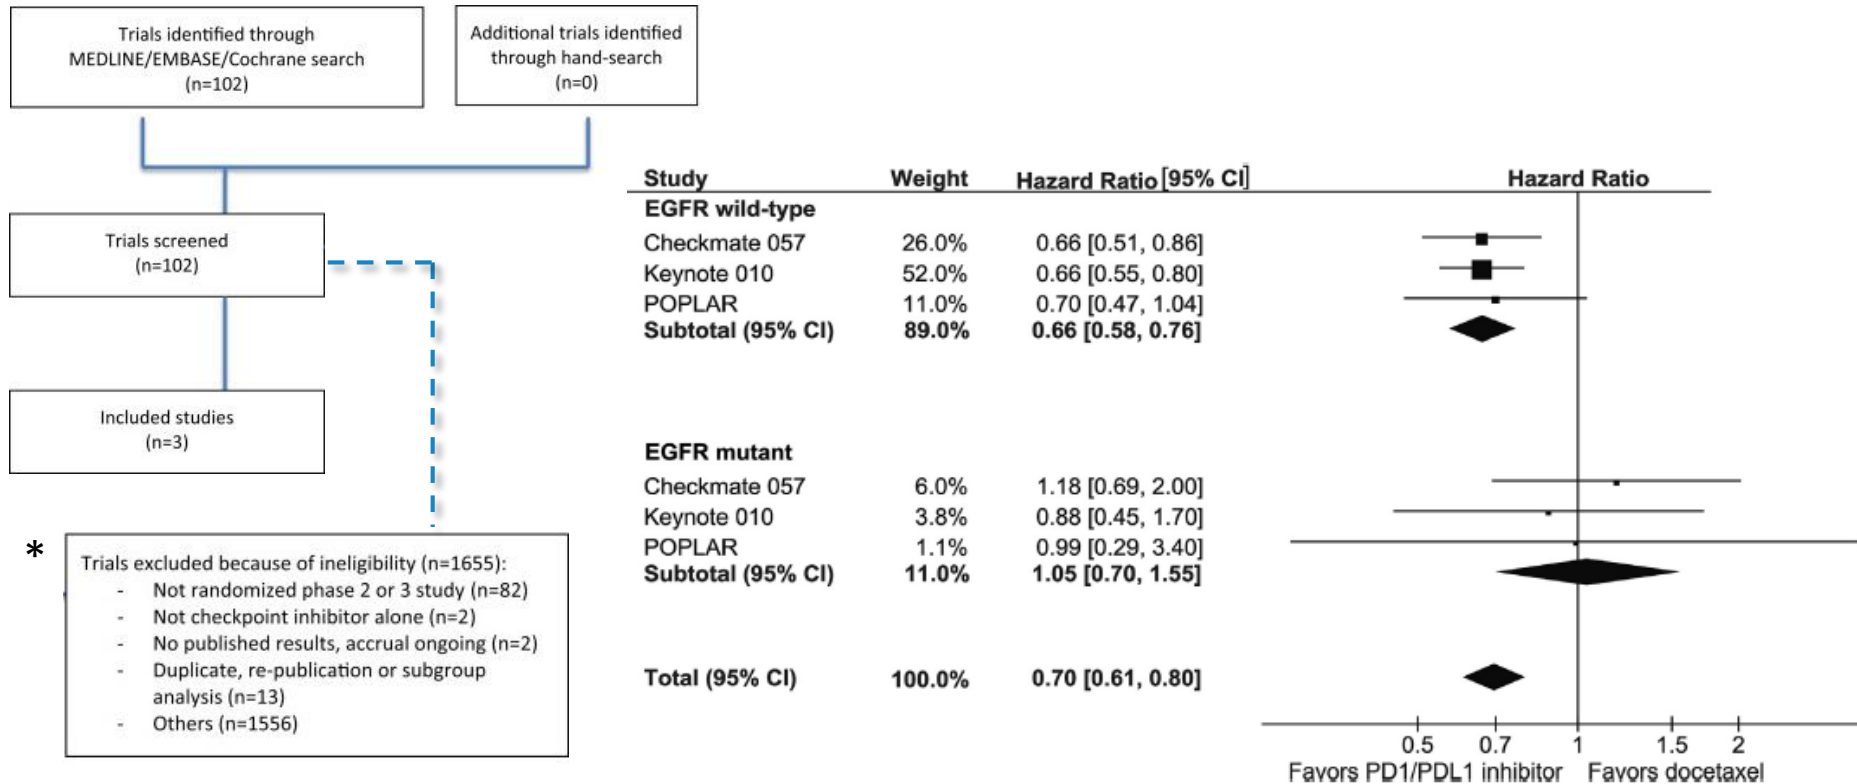 Trials identified through
MEDLINE/EMBASE/Cochrane search
(n=102)
Additional trials identified
through hand-search
(n=0)
Trials screened
(n=102)
Included studies
(n=3)
*
Trials excluded because of ineligibility (n=1655):
- Not randomized phase 2 or 3 study (n=82)
- Not checkpoint inhibitor alone (n=2)
- No published results, accrual ongoing (n=2)
- Duplicate, re-publication or subgroup
analysis (n=13)
- Others (n=1556)
Study Weight Hazard Ratio [95% CI] Hazard Ratio
EGFR wild-type
Checkmate 057 26.0% 0.66 [0.51, 0.86]
Keynote 010 52.0% 0.66 [0.55, 0.80]
POPLAR 11.0% 0.70 [0.47, 1.04]
Subtotal (95% CI) 89.0% 0.66 [0.58, 0.76]
EGFR mutant
Checkmate 057 6.0% 1.18 [0.69, 2.00]
Keynote 010 3.8% 0.88 [0.45, 1.70]
POPLAR 1.1% 0.99 [0.29, 3.40]
Subtotal (95% CI) 11.0% 1.05 [0.70, 1.55]
Total (95% CI) 100.0% 0.70 [0.61, 0.80]
0.5 0.7 1 1.5 2
Favors PD1/PDL1 inhibitor Favors docetaxel